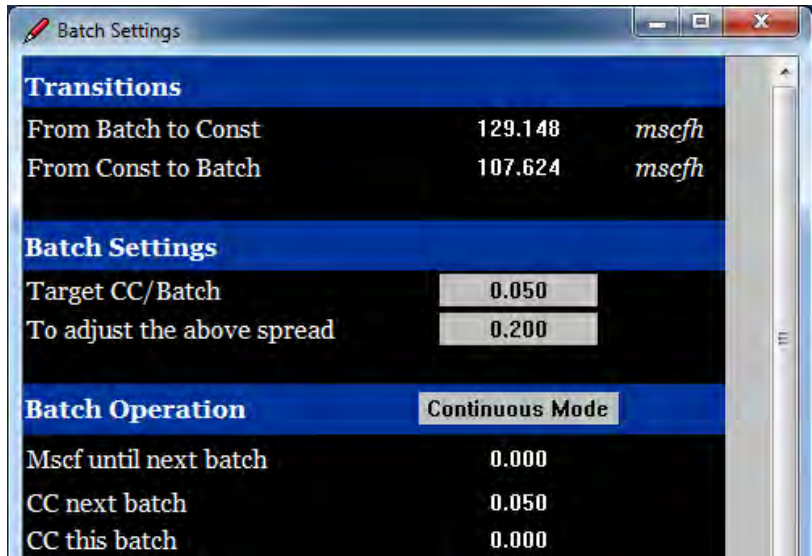 Batch Settings
Transitions
From Batch to Const 129.148 mscfh
From Const to Batch 107.624 mscfh
Batch Settings
Target CC/Batch 0.050
To adjust the above spread 0.200
Batch Operation Continuous Mode
Mscf until next batch 0.000
CC next batch 0.050
CC this batch 0.000